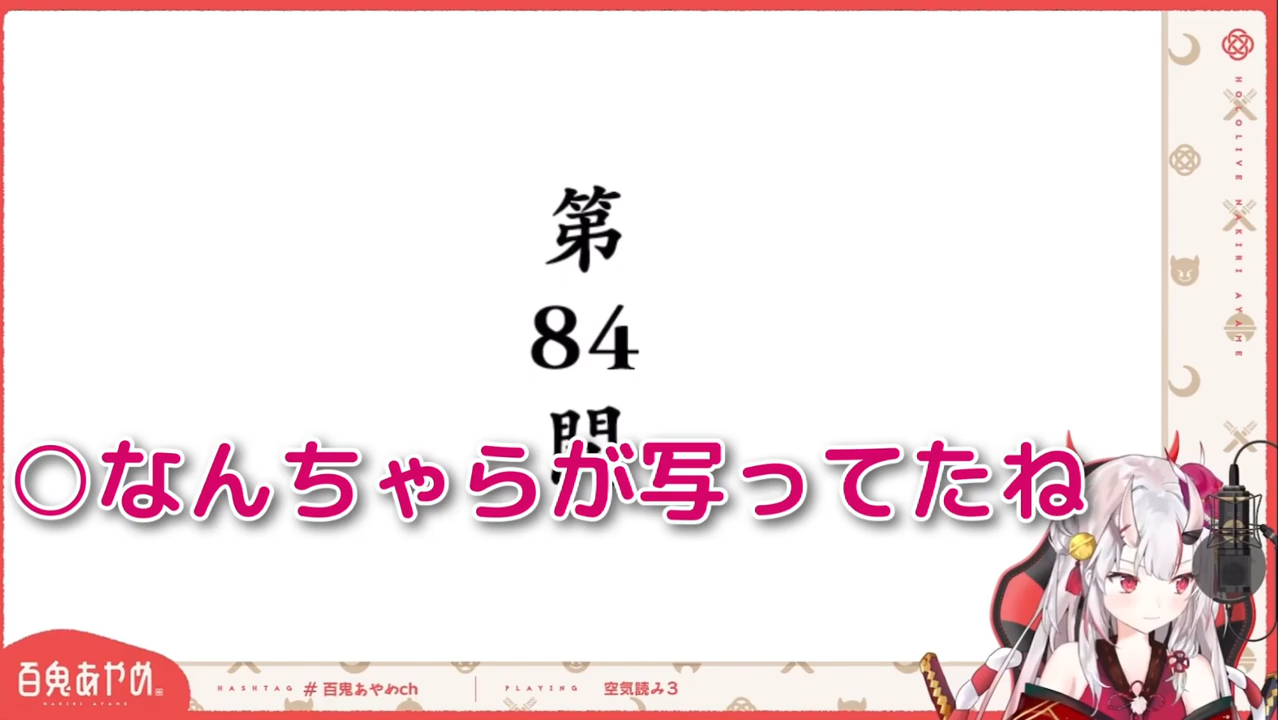 第
84
問
○なんちゃらが写ってたね
HOLOLIVE NAKIRI AYAME
百鬼あやめ
NAKIRI AYAME
HASHTAG #百鬼あやめch
PLAYING 空気読み3